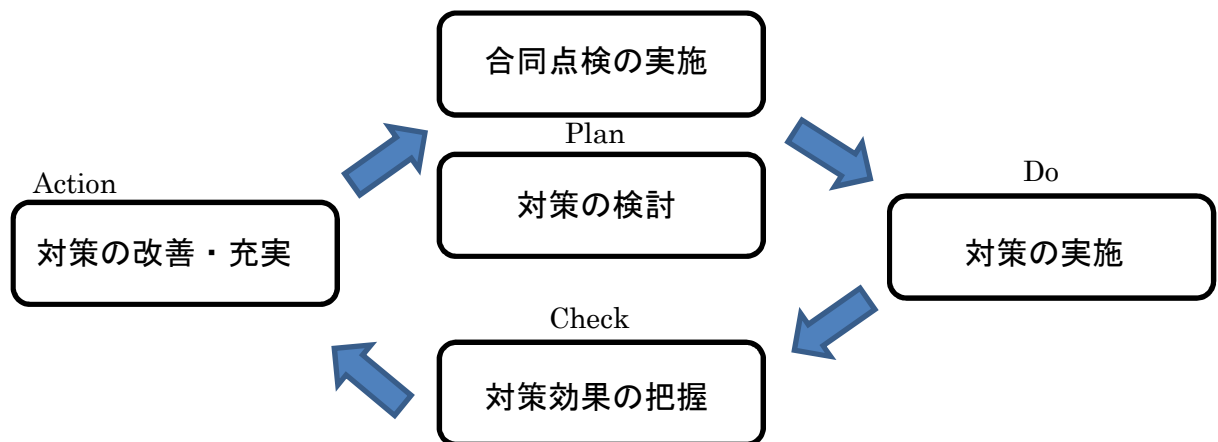 合同点検の実施
Plan
対策の検討
Do
対策の実施
Check
対策効果の把握
Action
対策の改善・充実